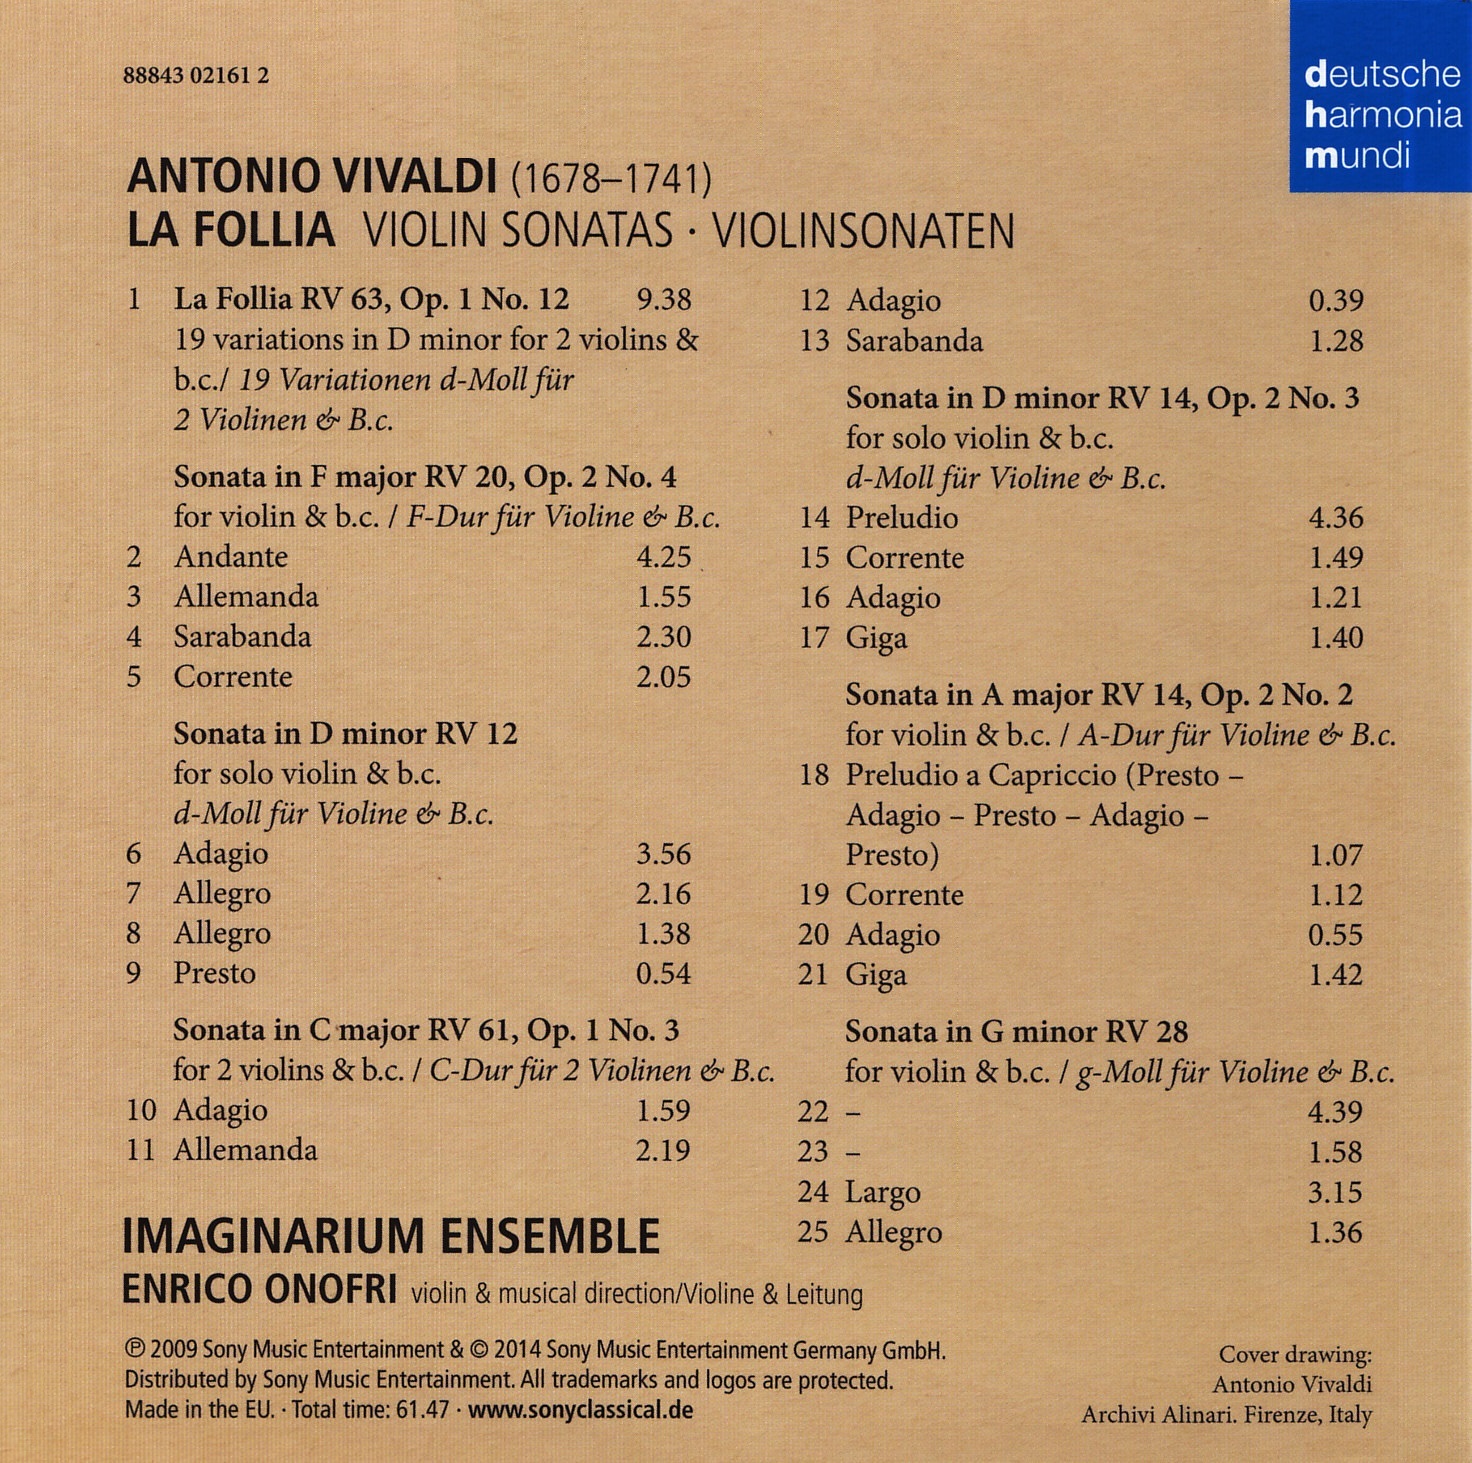 88843 02161 2
deutsche
harmonia
mundi
ANTONIO VIVALDI (1678–1741)
LA FOLLIA VIOLIN SONATAS · VIOLINSONATEN
1 La Follia RV 63, Op. 1 No. 12 9.38
19 variations in D minor for 2 violins &
b.c./ 19 Variationen d-Moll für
2 Violinen & B.c.
Sonata in F major RV 20, Op. 2 No. 4
for violin & b.c. / F-Dur für Violine & B.c.
2 Andante 4.25
3 Allemanda 1.55
4 Sarabanda 2.30
5 Corrente 2.05
Sonata in D minor RV 12
for solo violin & b.c.
d-Moll für Violine & B.c.
6 Adagio 3.56
7 Allegro 2.16
8 Allegro 1.38
9 Presto 0.54
Sonata in C major RV 61, Op. 1 No. 3
for 2 violins & b.c. / C-Dur für 2 Violinen & B.c.
10 Adagio 1.59
11 Allemanda 2.19
12 Adagio 0.39
13 Sarabanda 1.28
Sonata in D minor RV 14, Op. 2 No. 3
for solo violin & b.c.
d-Moll für Violine & B.c.
14 Preludio 4.36
15 Corrente 1.49
16 Adagio 1.21
17 Giga 1.40
Sonata in A major RV 14, Op. 2 No. 2
for violin & b.c. / A-Dur für Violine & B.c.
18 Preludio a Capriccio (Presto –
Adagio – Presto – Adagio –
Presto) 1.07
19 Corrente 1.12
20 Adagio 0.55
21 Giga 1.42
Sonata in G minor RV 28
for violin & b.c. / g-Moll für Violine & B.c.
22 – 4.39
23 – 1.58
24 Largo 3.15
25 Allegro 1.36
IMAGINARIUM ENSEMBLE
ENRICO ONOFRI violin & musical direction/Violine & Leitung
℗ 2009 Sony Music Entertainment & © 2014 Sony Music Entertainment Germany GmbH.
Distributed by Sony Music Entertainment. All trademarks and logos are protected.
Made in the EU. · Total time: 61.47 · www.sonyclassical.de
Cover drawing:
Antonio Vivaldi
Archivi Alinari. Firenze, Italy